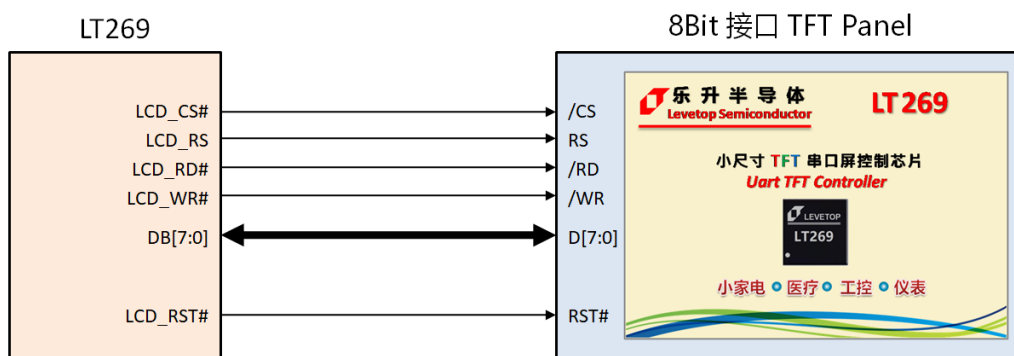 LT269
8Bit 接口 TFT Panel
LCD_CS#
/CS
LCD_RS
RS
LCD_RD#
/RD
LCD_WR#
/WR
DB[7:0]
D[7:0]
LCD_RST#
RST#
乐升半导体
Levetop Semiconductor
LT269
小尺寸 TFT 串口屏控制芯片
Uart TFT Controller
LEVETOP
LT269
小家电 医疗 工控 仪表